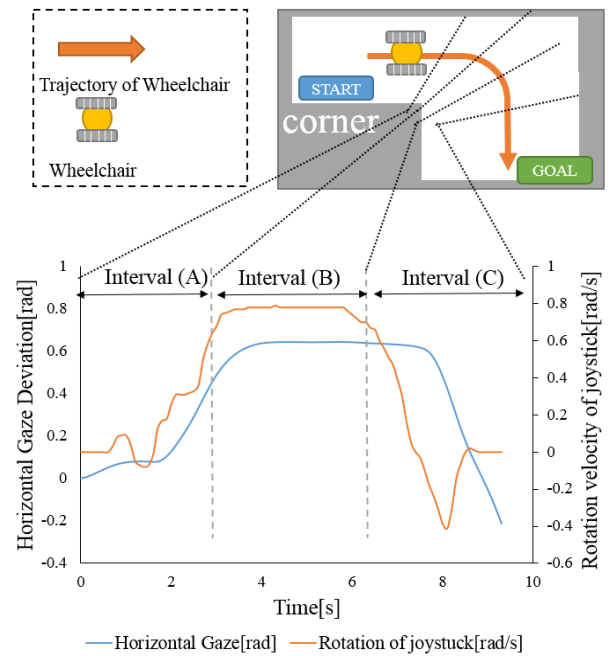 Trajectory of Wheelchair
Wheelchair
START
corner
GOAL
Interval (A)
Interval (B)
Interval (C)
Horizontal Gaze Deviation[rad]
1
0.8
0.6
0.4
0.2
0
-0.2
-0.4
1
0.8
0.6
0.4
0.2
0
-0.2
-0.4
-0.6
Rotation velocity of joystick[rad/s]
0 2 4 6 8 10
Time[s]
Horizontal Gaze[rad] Rotation of joystuck[rad/s]